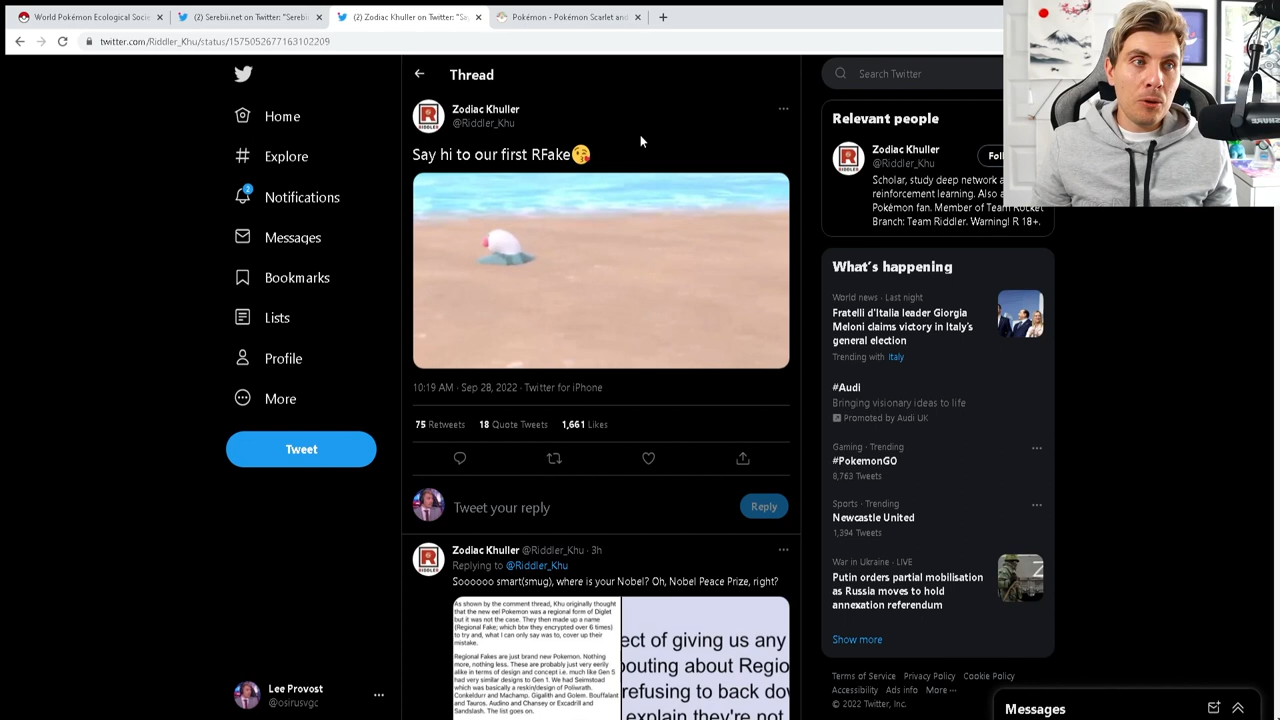 World Pokémon Ecological Socie
(2) Serebii.net on Twitter: "Sereb
(2) Zodiac Khuller on Twitter: "Sa
Pokémon - Pokémon Scarlet and
twitter.com/Riddler_Khu/status/1575052677163102209
Thread
Search Twitter
Home
Explore
2
Notifications
Messages
Bookmarks
Lists
Profile
More
Tweet
Lee Provost
@osirusvgc
Zodiac Khuller
@Riddler_Khu
Say hi to our first RFake😘
10:19 AM · Sep 28, 2022 · Twitter for iPhone
75 Retweets 18 Quote Tweets 1,661 Likes
Tweet your reply
Reply
Zodiac Khuller @Riddler_Khu · 3h
Replying to @Riddler_Khu
Soooooo smart(smug), where is your Nobel? Oh, Nobel Peace Prize, right?
As shown by the comment thread, Khu originally thought
that the new eel Pokemon was a regional form of Diglet
but it was not the case. They then made up a name
(Regional Fake; which btw they encrypted over 6 times)
to try and, what I can only say was to, cover up their
mistake.
Regional Fakes are just brand new Pokemon. Nothing
more, nothing less. These are probably just very eerily
alike in terms of design and concept i.e. much like Gen 5
had very similar designs to Gen 1. We had Seimstoad
which was basically a reskin/design of Poliwrath.
Conkeldurr and Machamp. Gigalith and Golem. Bouffalant
and Tauros. Audino and Chansey or Excadrill and
Sandslash. The list goes on.
ect of giving us any
pouting about Regio
refusing to back dov
explain they're not
Relevant people
Zodiac Khuller
@Riddler_Khu
Foll
Scholar, study deep network a
reinforcement learning. Also a
Pokémon fan. Member of Team Rocket
Branch: Team Riddler. Warning! R 18+.
What's happening
World news · Last night
Fratelli d'Italia leader Giorgia
Meloni claims victory in Italy's
general election
Trending with Italy
#Audi
Bringing visionary ideas to life
Promoted by Audi UK
Gaming · Trending
#PokemonGO
8,763 Tweets
Sports · Trending
Newcastle United
1,394 Tweets
War in Ukraine · LIVE
Putin orders partial mobilisation
as Russia moves to hold
annexation referendum
Show more
Terms of Service Privacy Policy Cookie Policy
Accessibility Ads info More ···
© 2022 Twitter, Inc.
Messages